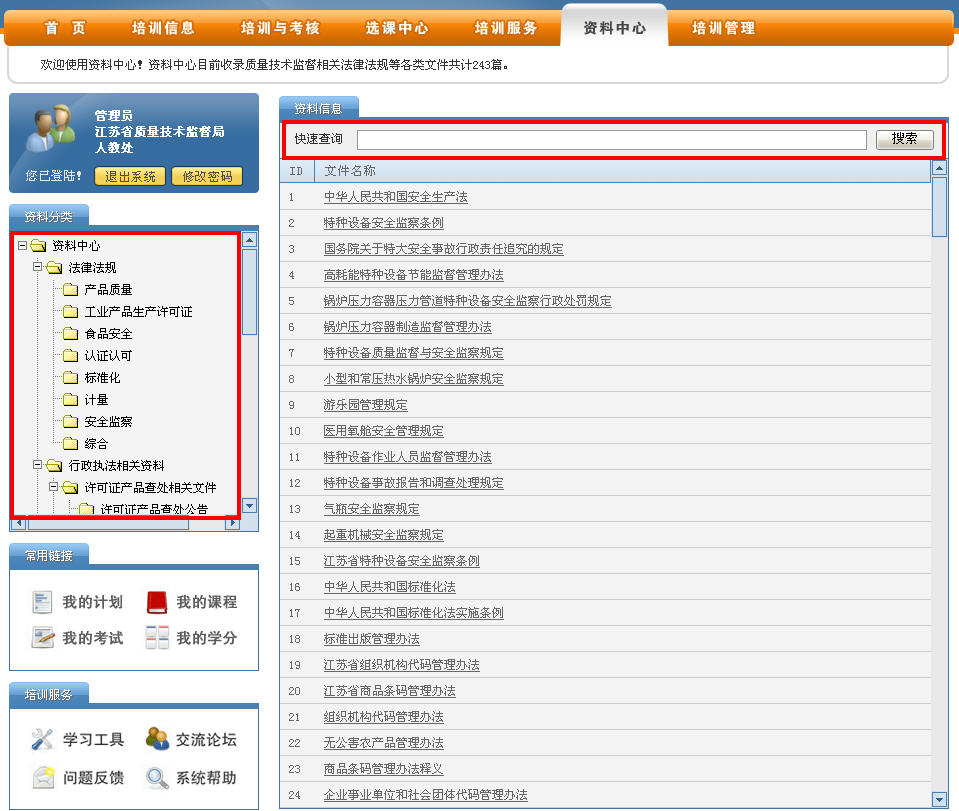 首 页 培训信息 培训与考核 选课中心 培训服务 资料中心 培训管理
欢迎使用资料中心！资料中心目前收录质量技术监督相关法律法规等各类文件共计243篇。
管理员
江苏省质量技术监督局
人教处
您已登陆! 退出系统 修改密码
资料分类
资料中心
法律法规
产品质量
工业产品生产许可证
食品安全
认证认可
标准化
计量
安全监察
综合
行政执法相关资料
许可证产品查处相关文件
许可证产品查处公告
常用链接
我的计划 我的课程
我的考试 我的学分
培训服务
学习工具 交流论坛
问题反馈 系统帮助
资料信息
快速查询 搜索
ID 文件名称
1 中华人民共和国安全生产法
2 特种设备安全监察条例
3 国务院关于特大安全事故行政责任追究的规定
4 高耗能特种设备节能监督管理办法
5 锅炉压力容器压力管道特种设备安全监察行政处罚规定
6 锅炉压力容器制造监督管理办法
7 特种设备质量监督与安全监察规定
8 小型和常压热水锅炉安全监察规定
9 游乐园管理规定
10 医用氧舱安全管理规定
11 特种设备作业人员监督管理办法
12 特种设备事故报告和调查处理规定
13 气瓶安全监察规定
14 起重机械安全监察规定
15 江苏省特种设备安全监察条例
16 中华人民共和国标准化法
17 中华人民共和国标准化法实施条例
18 标准出版管理办法
19 江苏省组织机构代码管理办法
20 江苏省商品条码管理办法
21 组织机构代码管理办法
22 无公害农产品管理办法
23 商品条码管理办法释义
24 企业事业单位和社会团体代码管理办法